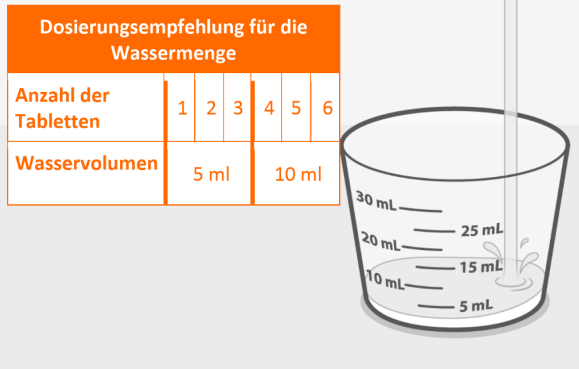 Dosierungsempfehlung für die
Wassermenge
Anzahl der
Tabletten
1 2 3 4 5 6
Wasservolumen
5 ml 10 ml
30 mL
25 mL
20 mL
15 mL
10 mL
5 mL